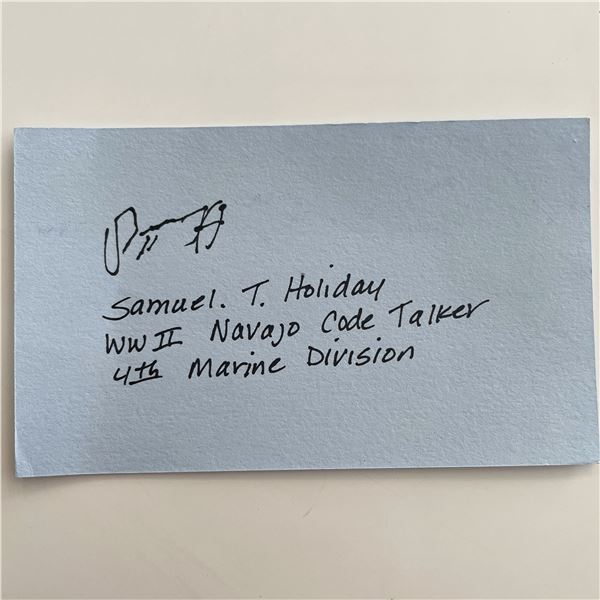 Samuel. T. Holiday
WW II Navajo Code Talker
4th Marine Division